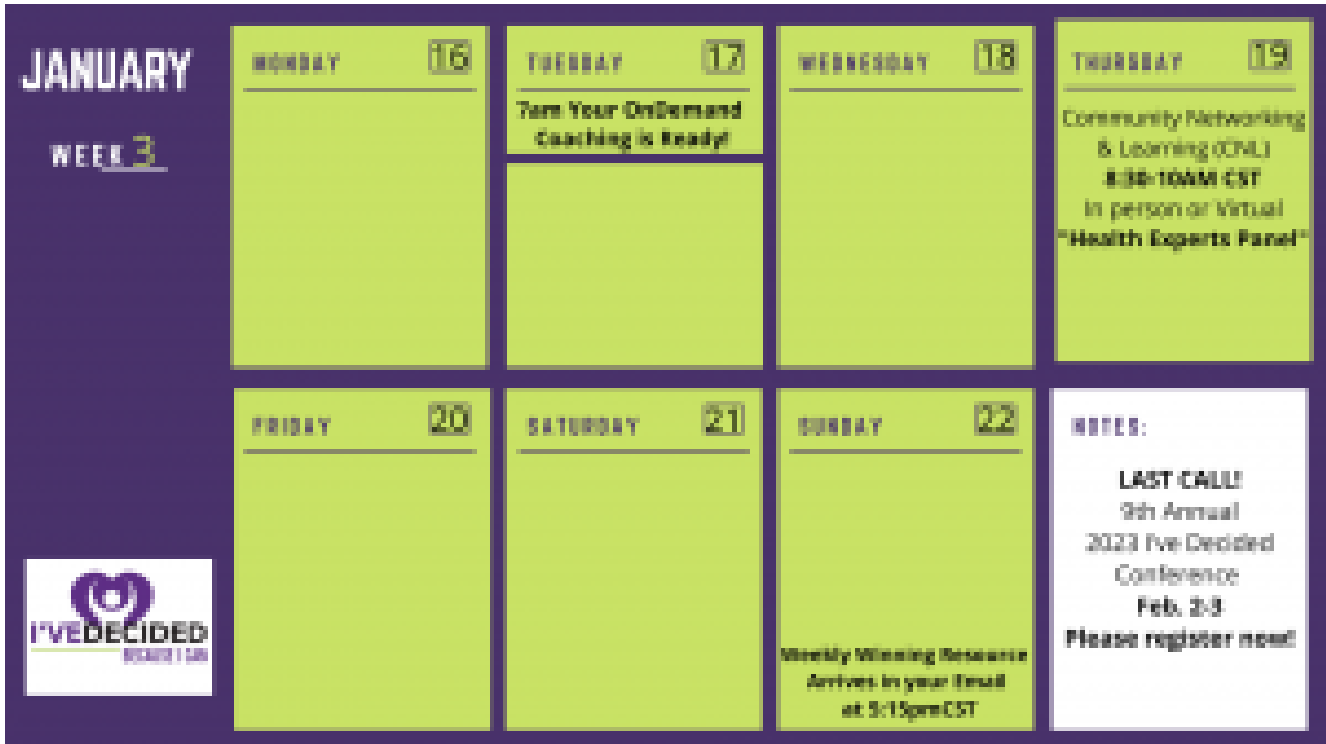 JANUARY
WEEK 3
MONDAY 16
TUESDAY 17
7am Your OnDemand
Coaching is Ready!
WEDNESDAY 18
THURSDAY 19
Community Networking
& Learning (CNL)
8:30-10AM CST
In person or Virtual
"Health Experts Panel"
FRIDAY 20
SATURDAY 21
SUNDAY 22
Weekly Winning Resource
Arrives in your Email
at 5:15pmCST
NOTES:
LAST CALL!
9th Annual
2023 I've Decided
Conference
Feb. 2-3
Please register now!
I'VEDECIDED
BECAUSE I CAN